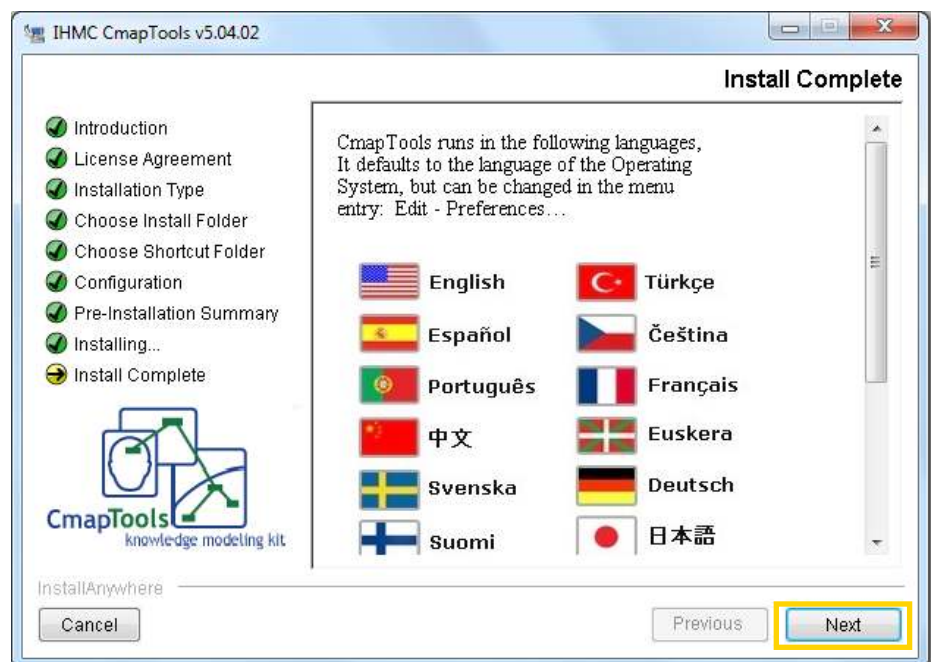 IHMC CmapTools v5.04.02
Install Complete
Introduction
License Agreement
Installation Type
Choose Install Folder
Choose Shortcut Folder
Configuration
Pre-Installation Summary
Installing...
Install Complete
CmapTools
knowledge modeling kit
CmapTools runs in the following languages,
It defaults to the language of the Operating
System, but can be changed in the menu
entry: Edit - Preferences...
English Türkçe
Español Čeština
Português Français
中文 Euskera
Svenska Deutsch
Suomi 日本語
InstallAnywhere
Cancel Previous Next